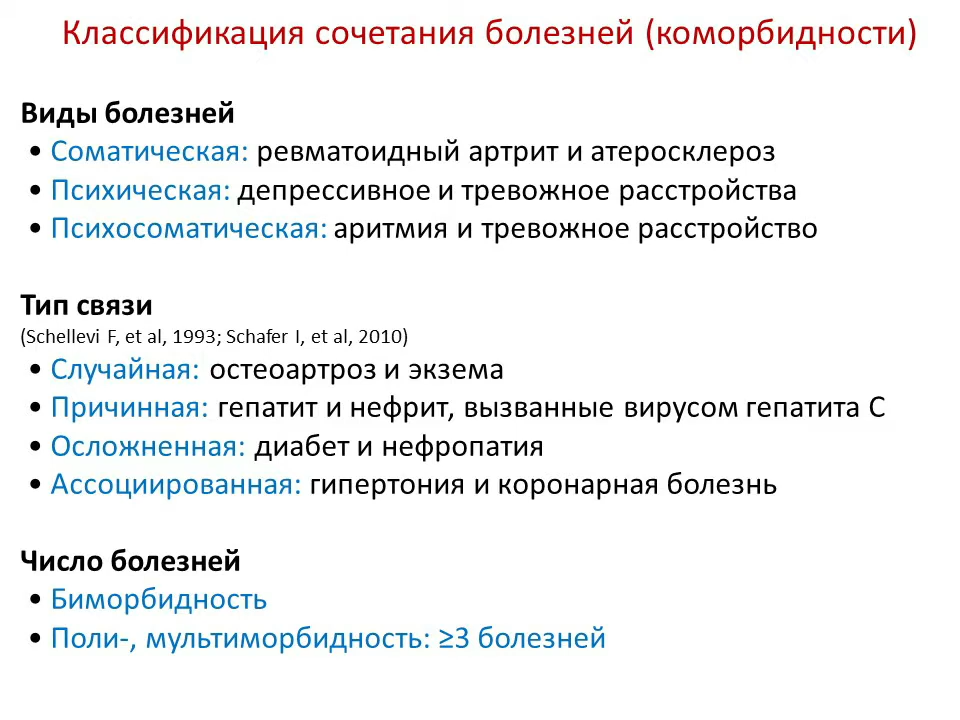 Классификация сочетания болезней (коморбидности)
Виды болезней
• Соматическая: ревматоидный артрит и атеросклероз
• Психическая: депрессивное и тревожное расстройства
• Психосоматическая: аритмия и тревожное расстройство
Тип связи
(Schellevi F, et al, 1993; Schafer I, et al, 2010)
• Случайная: остеоартроз и экзема
• Причинная: гепатит и нефрит, вызванные вирусом гепатита С
• Осложненная: диабет и нефропатия
• Ассоциированная: гипертония и коронарная болезнь
Число болезней
• Биморбидность
• Поли-, мультиморбидность: ≥3 болезней